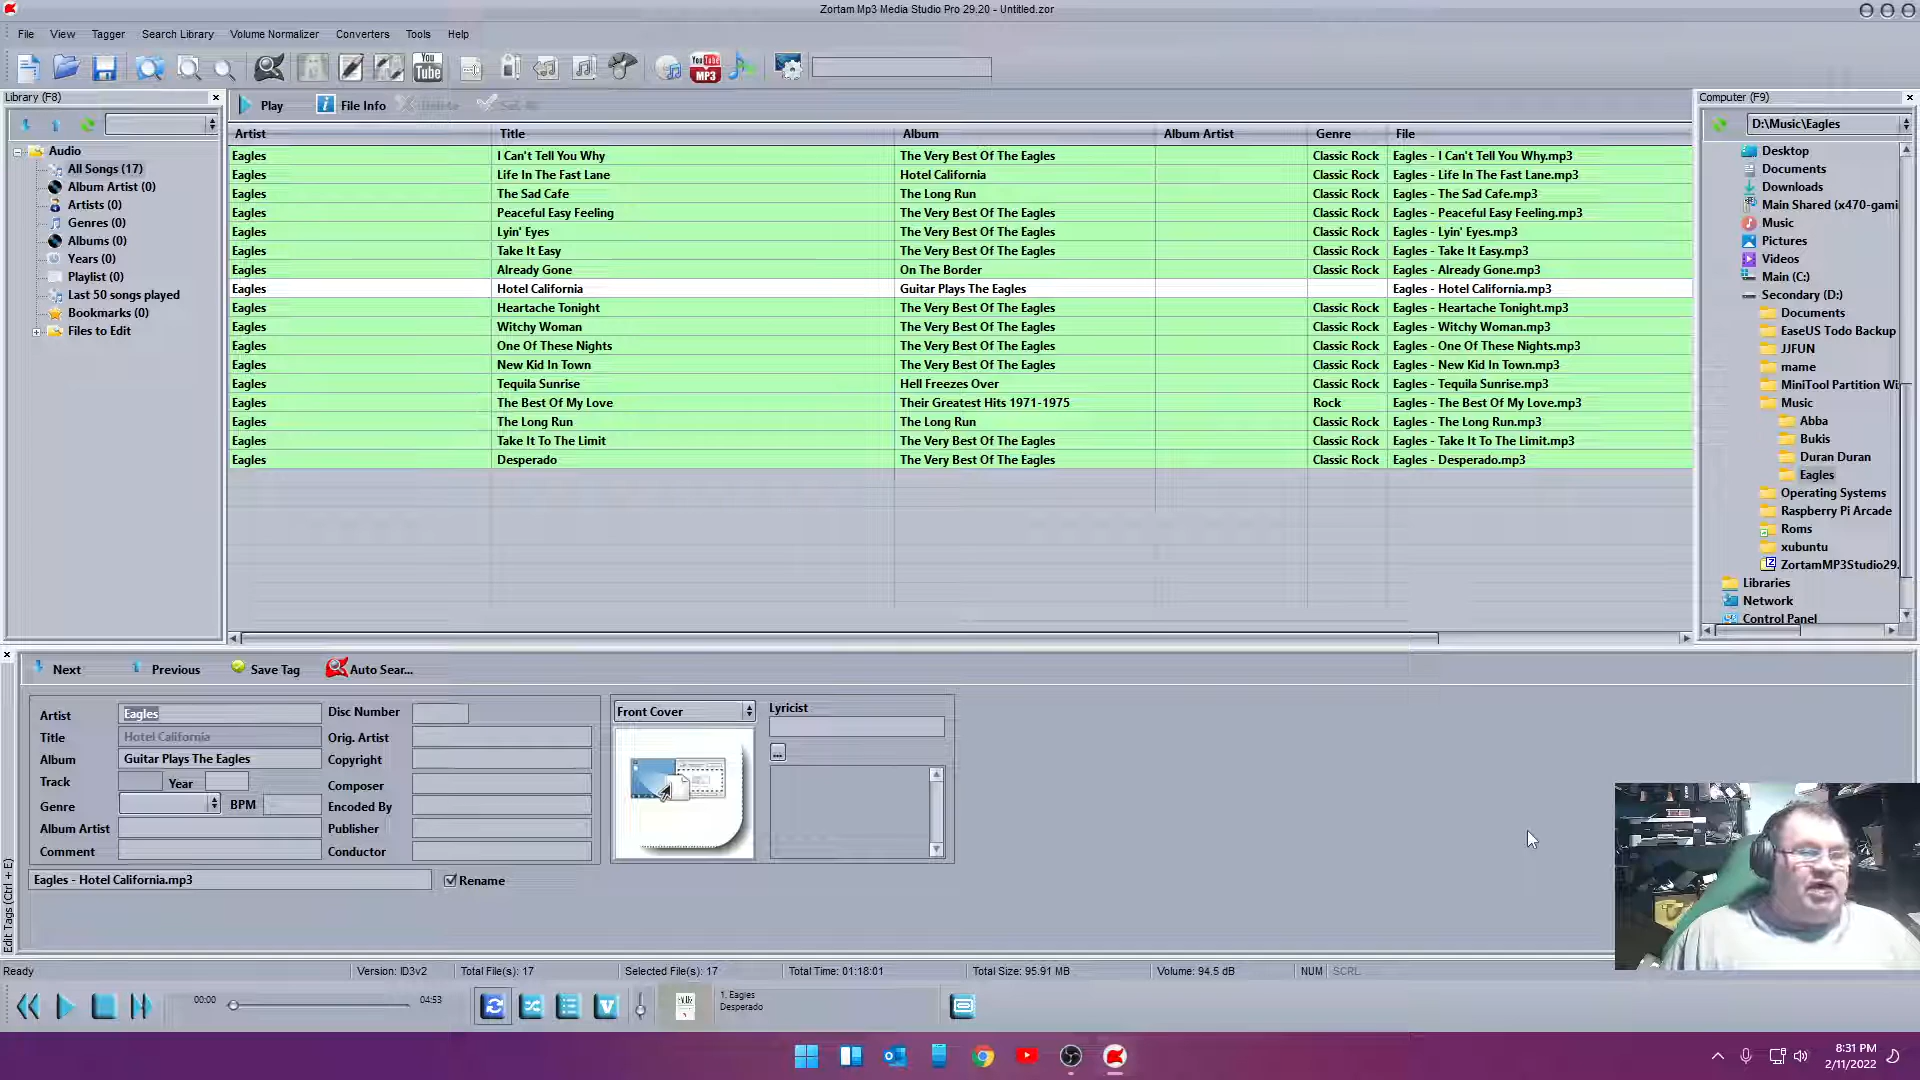 Zortam Mp3 Media Studio Pro 29.20 - Untitled.zor
File View Tagger Search Library Volume Normalizer Converters Tools Help
You Tube
You Tube MP3
Library (F8)
Play File Info Delete
Computer (F9)
D:\Music\Eagles
Artist Title Album Album Artist Genre File
Eagles I Can't Tell You Why The Very Best Of The Eagles Classic Rock Eagles - I Can't Tell You Why.mp3
Eagles Life In The Fast Lane Hotel California Classic Rock Eagles - Life In The Fast Lane.mp3
Eagles The Sad Cafe The Long Run Classic Rock Eagles - The Sad Cafe.mp3
Eagles Peaceful Easy Feeling The Very Best Of The Eagles Classic Rock Eagles - Peaceful Easy Feeling.mp3
Eagles Lyin' Eyes The Very Best Of The Eagles Classic Rock Eagles - Lyin' Eyes.mp3
Eagles Take It Easy The Very Best Of The Eagles Classic Rock Eagles - Take It Easy.mp3
Eagles Already Gone On The Border Classic Rock Eagles - Already Gone.mp3
Eagles Hotel California Guitar Plays The Eagles Eagles - Hotel California.mp3
Eagles Heartache Tonight The Very Best Of The Eagles Classic Rock Eagles - Heartache Tonight.mp3
Eagles Witchy Woman The Very Best Of The Eagles Classic Rock Eagles - Witchy Woman.mp3
Eagles One Of These Nights The Very Best Of The Eagles Classic Rock Eagles - One Of These Nights.mp3
Eagles New Kid In Town The Very Best Of The Eagles Classic Rock Eagles - New Kid In Town.mp3
Eagles Tequila Sunrise Hell Freezes Over Classic Rock Eagles - Tequila Sunrise.mp3
Eagles The Best Of My Love Their Greatest Hits 1971-1975 Rock Eagles - The Best Of My Love.mp3
Eagles The Long Run The Long Run Classic Rock Eagles - The Long Run.mp3
Eagles Take It To The Limit The Very Best Of The Eagles Classic Rock Eagles - Take It To The Limit.mp3
Eagles Desperado The Very Best Of The Eagles Classic Rock Eagles - Desperado.mp3
Audio
All Songs (17)
Album Artist (0)
Artists (0)
Genres (0)
Albums (0)
Years (0)
Playlist (0)
Last 50 songs played
Bookmarks (0)
Files to Edit
Desktop
Documents
Downloads
Main Shared (x470-gami
Music
Pictures
Videos
Main (C:)
Secondary (D:)
Documents
EaseUS Todo Backup
JJFUN
mame
MiniTool Partition Wi
Music
Abba
Bukis
Duran Duran
Eagles
Operating Systems
Raspberry Pi Arcade
Roms
xubuntu
ZortamMP3Studio29.
Libraries
Network
Control Panel
Next Previous Save Tag Auto Sear...
Artist Eagles
Title Hotel California
Album Guitar Plays The Eagles
Track Year
Genre BPM
Album Artist
Comment
Disc Number
Orig. Artist
Copyright
Composer
Encoded By
Publisher
Conductor
Front Cover
Lyricist
...
Eagles - Hotel California.mp3 Rename
Edit Tags (Ctrl + E)
Ready Version: ID3v2 Total File(s): 17 Selected File(s): 17 Total Time: 01:18:01 Total Size: 95.91 MB Volume: 94.5 dB NUM SCRL
00:00 04:53
V
1. Eagles
Desperado
8:31 PM
2/11/2022